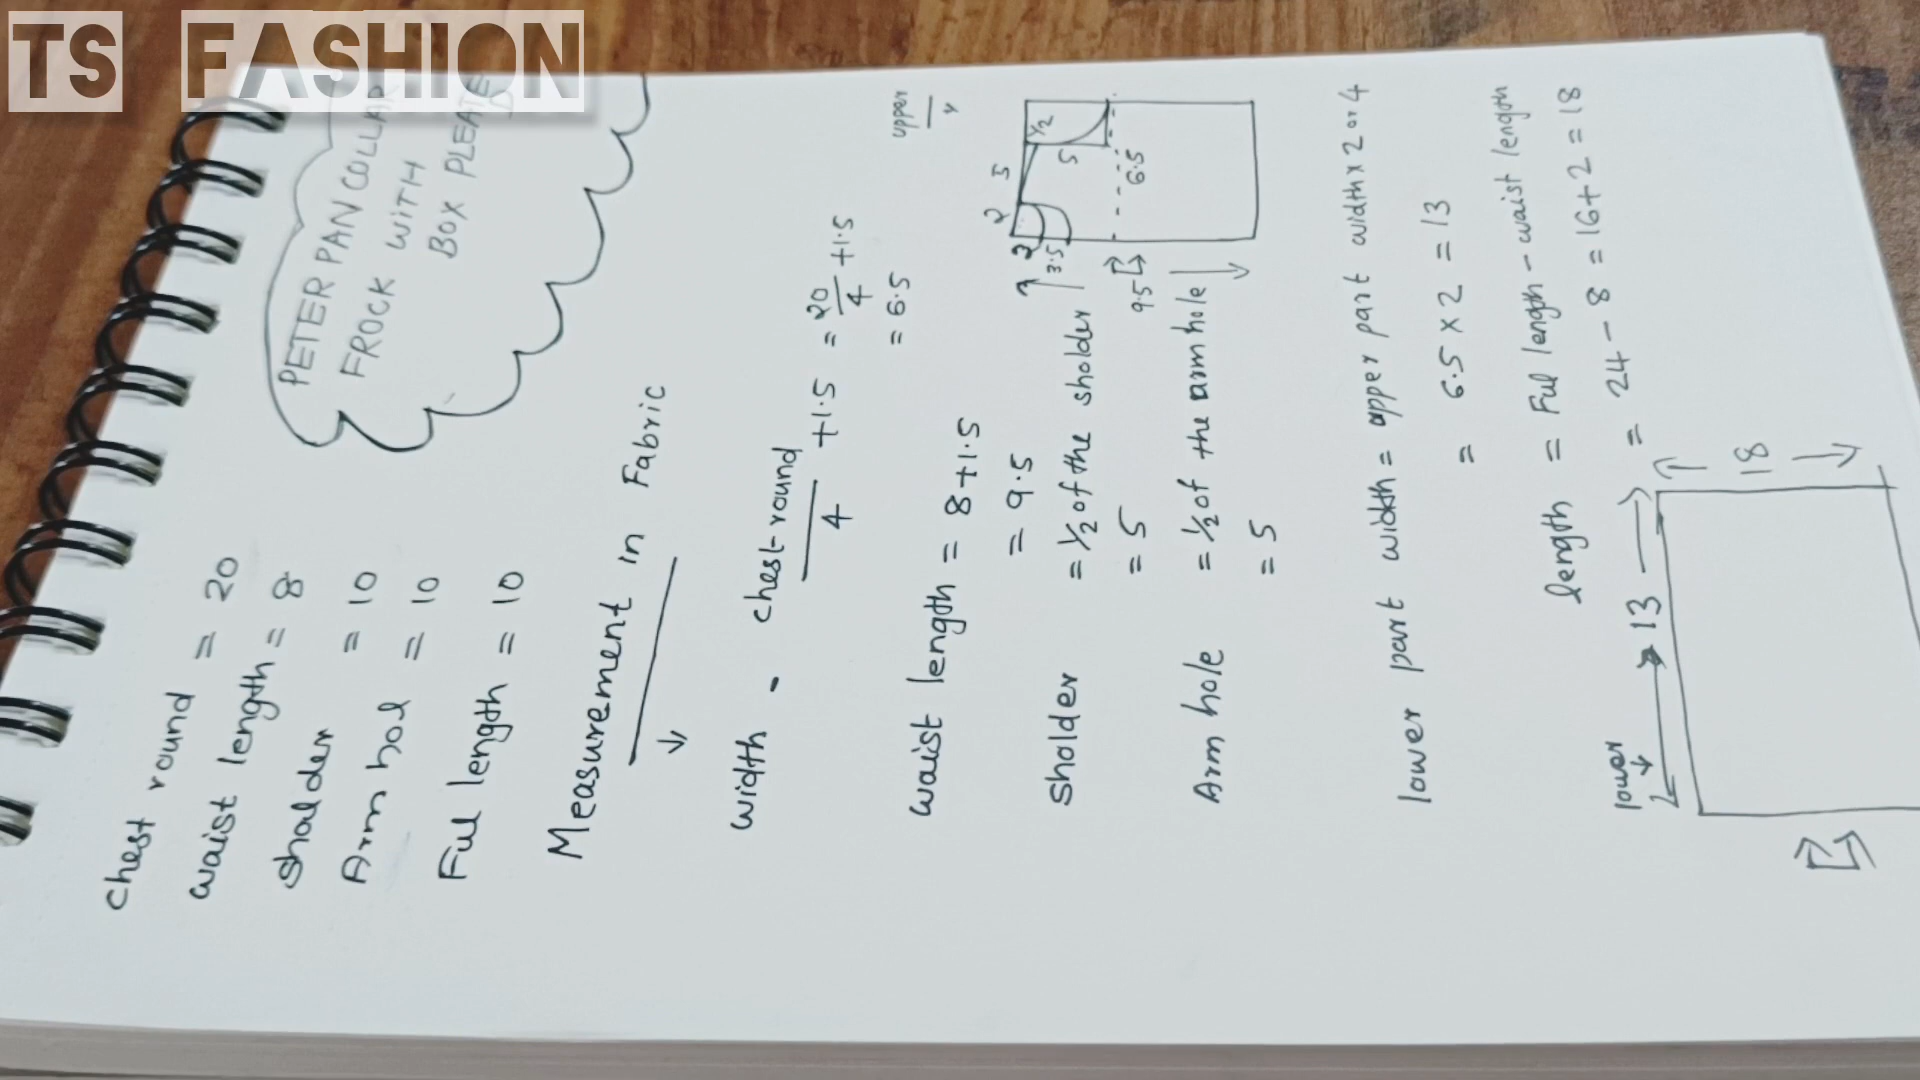 TS FASHION
PETER PAN COLLAR
FROCK WITH
BOX PLEATED
chest round = 20
waist length = 8
Sholder = 10
Arm hol = 10
Ful length = 10
Measurement in Fabric
width - chest round / 4 + 1.5 = 20/4 + 1.5
= 6.5
waist length = 8 + 1.5
= 9.5
Sholder = 1/2 of the sholder
= 5
Arm hole = 1/2 of the arm hole
= 5
upper
2 5 1/2
2
3.5 5
6.5
9.5
lower part width = upper part width x 2 or 4
= 6.5 x 2 = 13
length = Ful length - waist length
= 24 - 8 = 16 + 2 = 18
lower
13
18